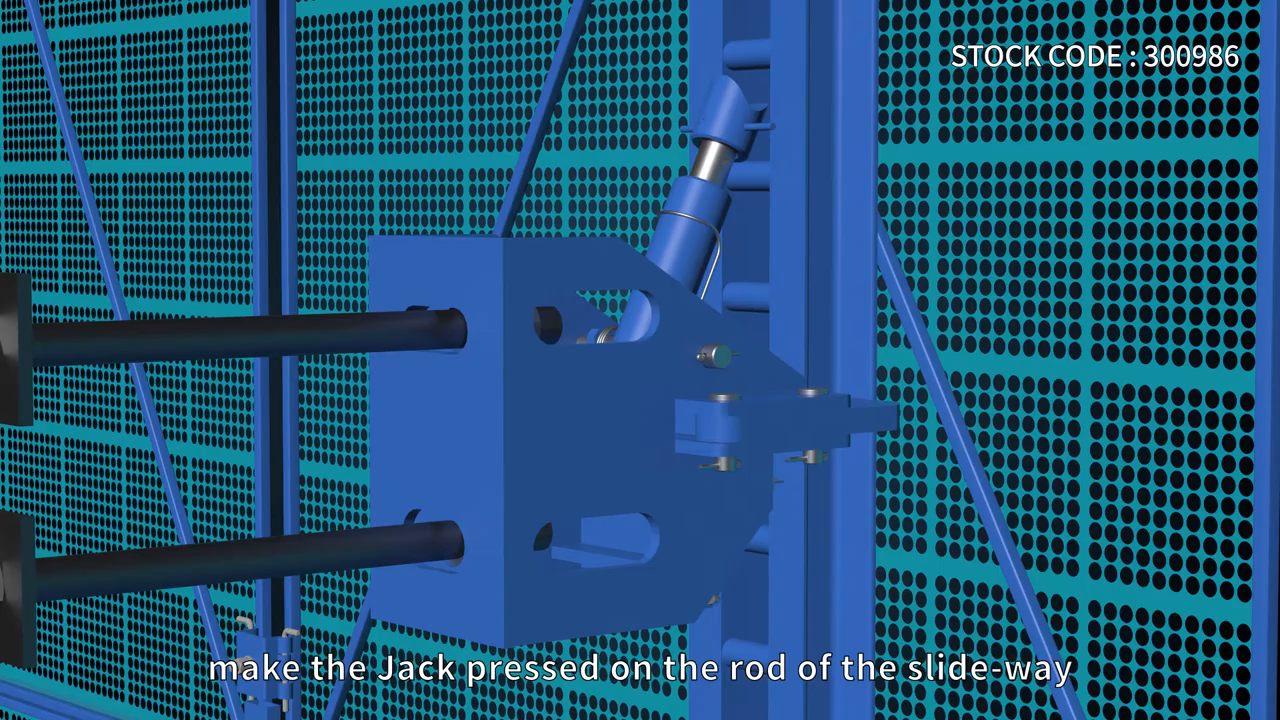 STOCK CODE : 300986
make the Jack pressed on the rod of the slide-way